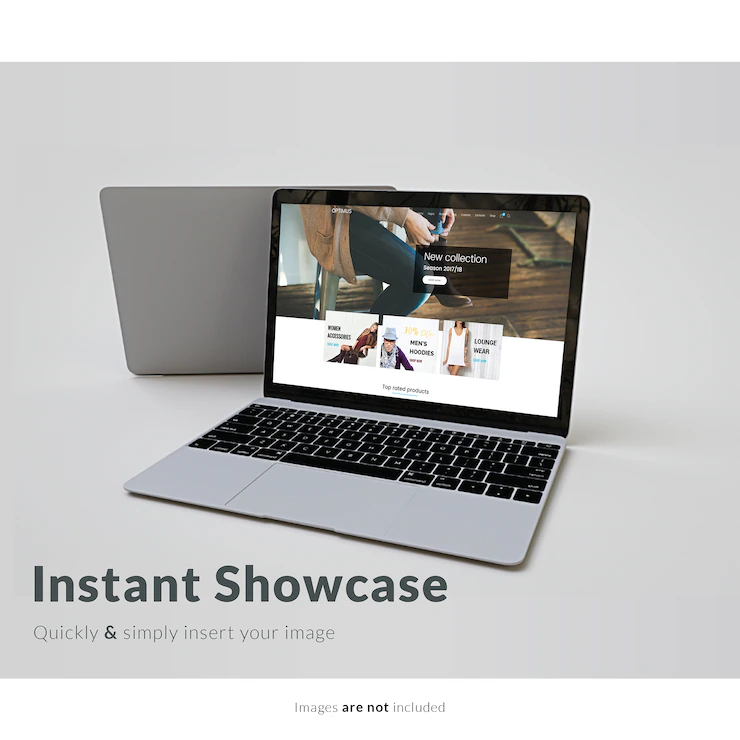 OPTIMUS
New collection
Season 2017/18
WOMEN
ACCESSORIES
MEN'S
HOODIES
LOUNGE
WEAR
Top rated products
Instant Showcase
Quickly & simply insert your image
Images are not included